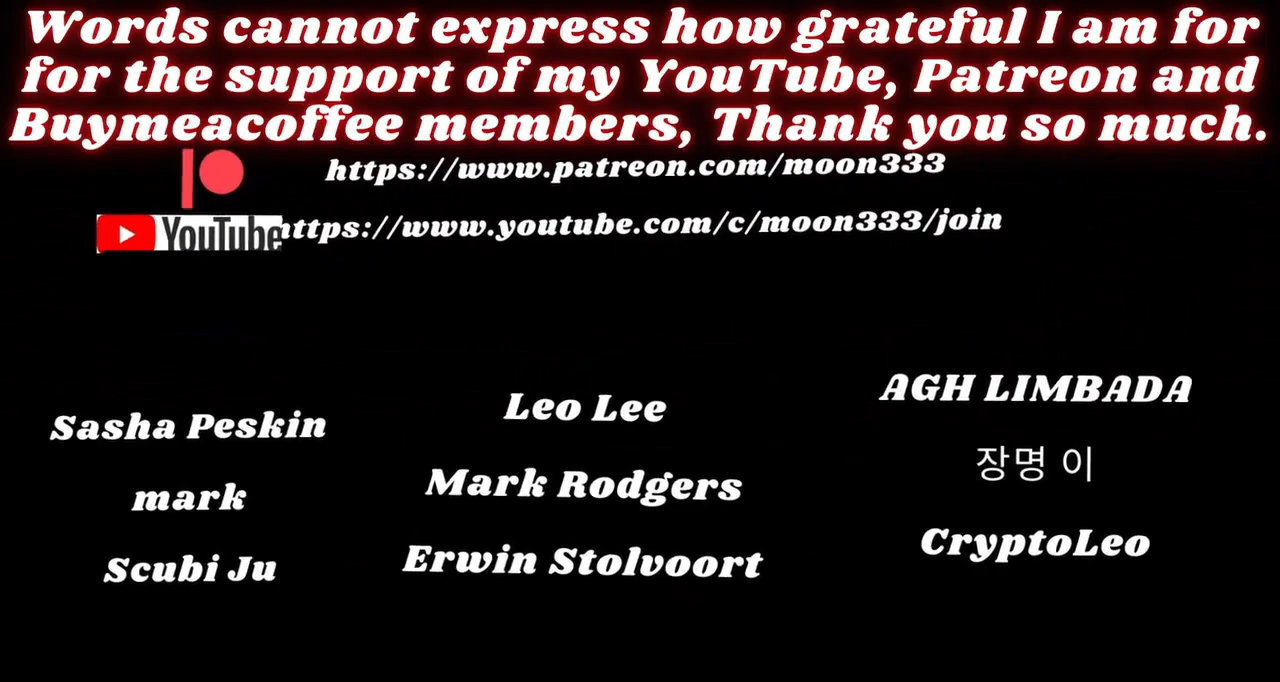 Words cannot express how grateful I am for
for the support of my YouTube, Patreon and
Buymeacoffee members, Thank you so much.
https://www.patreon.com/moon333
YouTube https://www.youtube.com/c/moon333/join
Sasha Peskin
mark
Scubi Ju
Leo Lee
Mark Rodgers
Erwin Stolvoort
AGH LIMBADA
장명 이
CryptoLeo